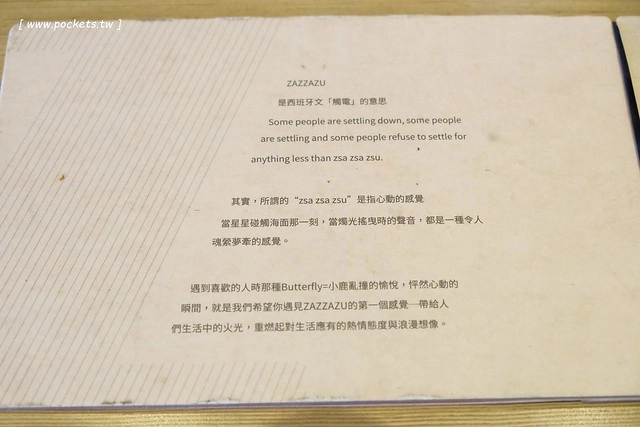 [ www.pockets.tw ]
ZAZZAZU
是西班牙文「觸電」的意思
Some people are settling down, some people
are settling and some people refuse to settle for
anything less than zsa zsa zsu.
其實，所謂的“zsa zsa zsu”是指心動的感覺
當星星碰觸海面那一刻，當燭光搖曳時的聲音，都是一種令人
魂縈夢牽的感覺。
遇到喜歡的人時那種Butterfly=小鹿亂撞的愉悅，怦然心動的
瞬間，就是我們希望你遇見ZAZZAZU的第一個感覺─帶給人
們生活中的火光，重燃起對生活應有的熱情態度與浪漫想像。